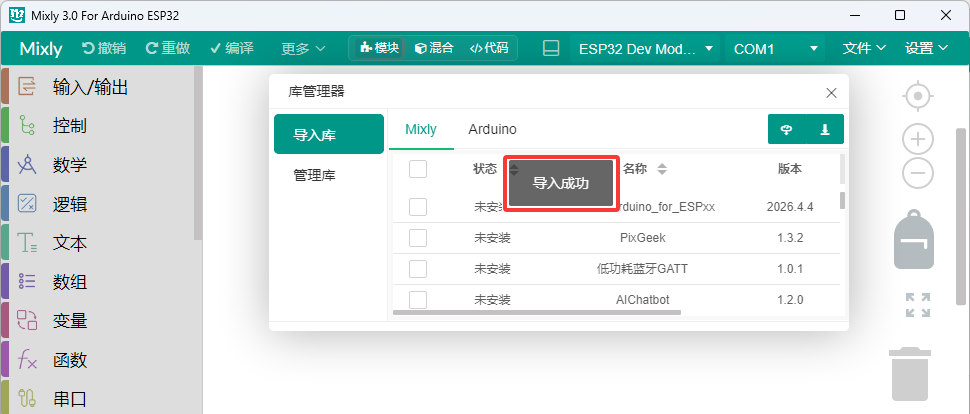 Mixly 3.0 For Arduino ESP32
Mixly 撤销 重做 编译 更多 模块 混合 代码 ESP32 Dev Mod... COM1 文件 设置
输入/输出
控制
数学
逻辑
文本
数组
变量
函数
串口
库管理器
导入库
管理库
Mixly Arduino
状态 名称 版本
导入成功
未安装 rduino_for_ESPxx 2026.4.4
未安装 PixGeek 1.3.2
未安装 低功耗蓝牙GATT 1.0.1
未安装 AIChatbot 1.2.0